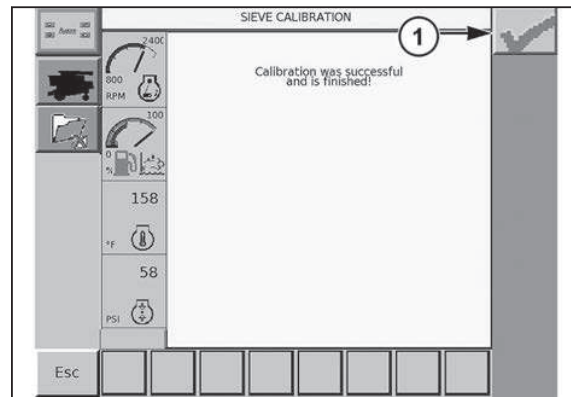 SIEVE CALIBRATION
1
2400
800
RPM
Calibration was successful
and is finished!
100
0
%
158
°F
58
PSI
Esc